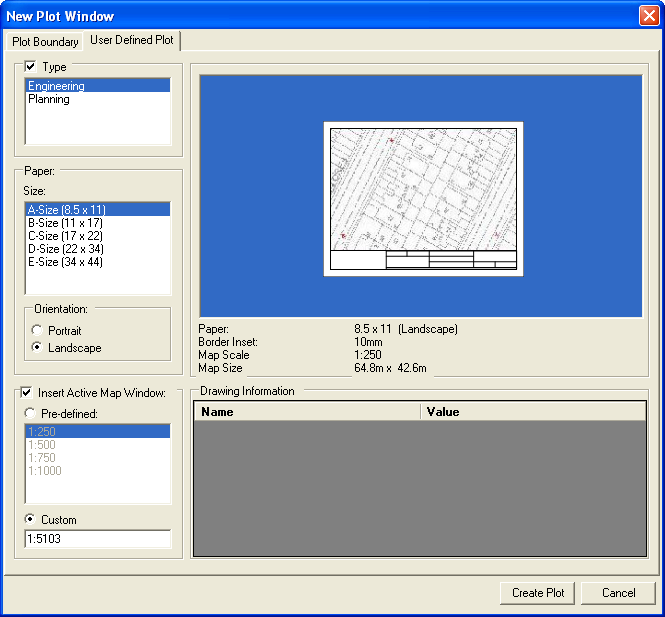 New Plot Window
Plot Boundary
User Defined Plot
Type
Engineering
Planning
Paper:
Size:
A-Size (8.5 x 11)
B-Size (11 x 17)
C-Size (17 x 22)
D-Size (22 x 34)
E-Size (34 x 44)
Orientation:
Portrait
Landscape
Paper: 8.5 x 11 (Landscape)
Border Inset: 10mm
Map Scale 1:250
Map Size 64.8m x 42.6m
Insert Active Map Window:
Pre-defined:
1:250
1:500
1:750
1:1000
Custom
1:5103
Drawing Information
Name Value
Create Plot
Cancel